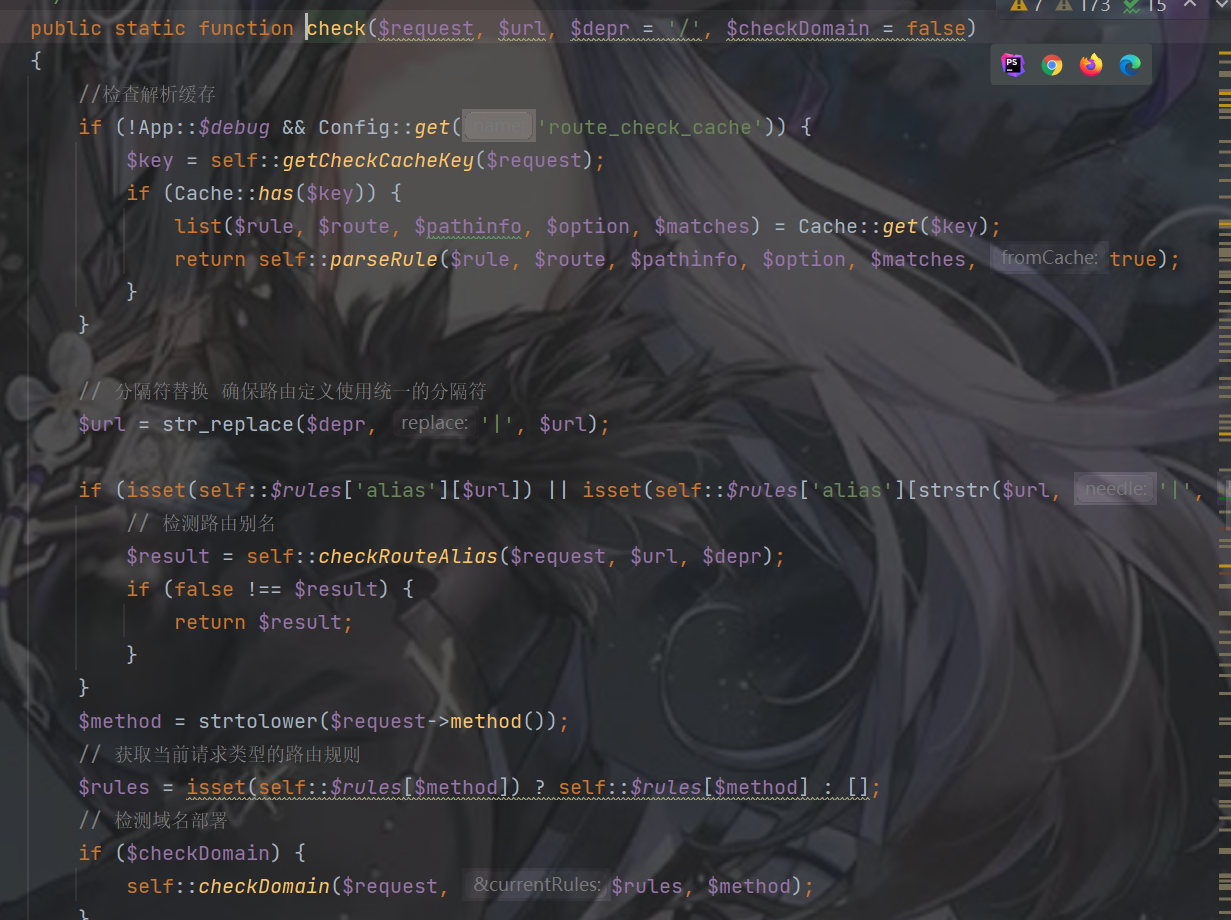 7 173 15
public static function check($request, $url, $depr = '/', $checkDomain = false)
{
PS
//检查解析缓存
if (!App::$debug && Config::get( name: 'route_check_cache')) {
$key = self::getCheckCacheKey($request);
if (Cache::has($key)) {
list($rule, $route, $pathinfo, $option, $matches) = Cache::get($key);
return self::parseRule($rule, $route, $pathinfo, $option, $matches, fromCache: true);
}
}
// 分隔符替换 确保路由定义使用统一的分隔符
$url = str_replace($depr, replace: '|', $url);
if (isset(self::$rules['alias'][$url]) || isset(self::$rules['alias'][strstr($url, needle: '|',
// 检测路由别名
$result = self::checkRouteAlias($request, $url, $depr);
if (false !== $result) {
return $result;
}
}
$method = strtolower($request->method());
// 获取当前请求类型的路由规则
$rules = isset(self::$rules[$method]) ? self::$rules[$method] : [];
// 检测域名部署
if ($checkDomain) {
self::checkDomain($request, &currentRules: $rules, $method);
}